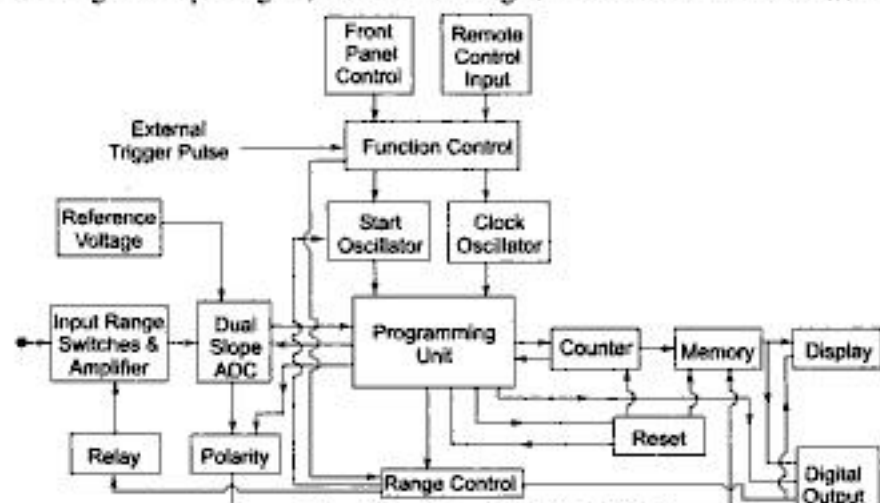 Front
Panel
Control
Remote
Control
Input
External
Trigger Pulse
Function Control
Reference
Voltage
Start
Oscillator
Clock
Oscillator
Input Range
Switches &
Amplifier
Dual
Slope
ADC
Programming
Unit
Counter
Memory
Display
Relay
Polarity
Reset
Range Control
Digital
Output